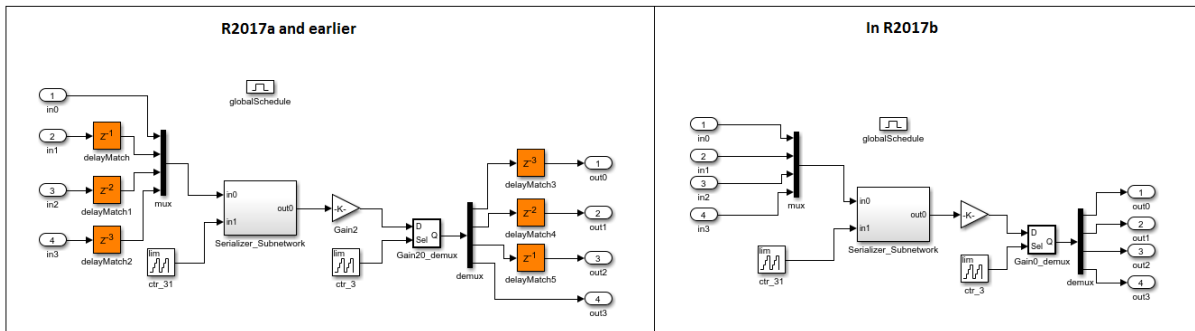 R2017a and earlier
globalSchedule
1
in0
2
Z-1
in1
delayMatch
3
Z-2
in2
delayMatch1
mux
4
Z-3
in3
delayMatch2
lim
ctr_31
in0
in1
out0
Serializer_Subnetwork
-K-
Gain2
lim
ctr_3
D
Sel
Q
Gain20_demux
demux
Z-3
delayMatch3
1
out0
Z-2
delayMatch4
2
out1
Z-1
delayMatch5
3
out2
4
out3
In R2017b
globalSchedule
1
in0
2
in1
3
in2
4
in3
mux
lim
ctr_31
in0
in1
out0
Serializer_Subnetwork
-K-
lim
ctr_3
D
Sel
Q
Gain0_demux
demux
1
out0
2
out1
3
out2
4
out3